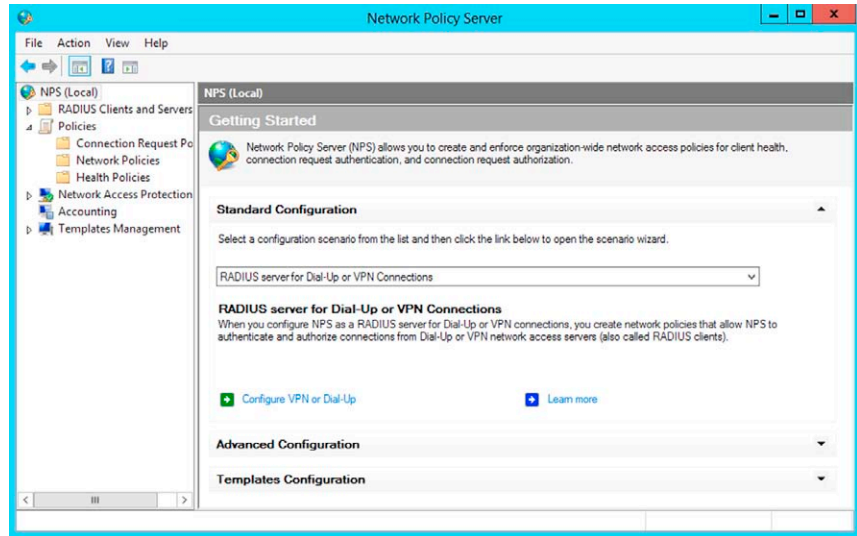 Network Policy Server
File Action View Help
NPS (Local)
RADIUS Clients and Servers
Policies
Connection Request Po
Network Policies
Health Policies
Network Access Protection
Accounting
Templates Management
NPS (Local)
Getting Started
Network Policy Server (NPS) allows you to create and enforce organization-wide network access policies for client health,
connection request authentication, and connection request authorization.
Standard Configuration
Select a configuration scenario from the list and then click the link below to open the scenario wizard.
RADIUS server for Dial-Up or VPN Connections
RADIUS server for Dial-Up or VPN Connections
When you configure NPS as a RADIUS server for Dial-Up or VPN connections, you create network policies that allow NPS to
authenticate and authorize connections from Dial-Up or VPN network access servers (also called RADIUS clients).
Configure VPN or Dial-Up
Learn more
Advanced Configuration
Templates Configuration